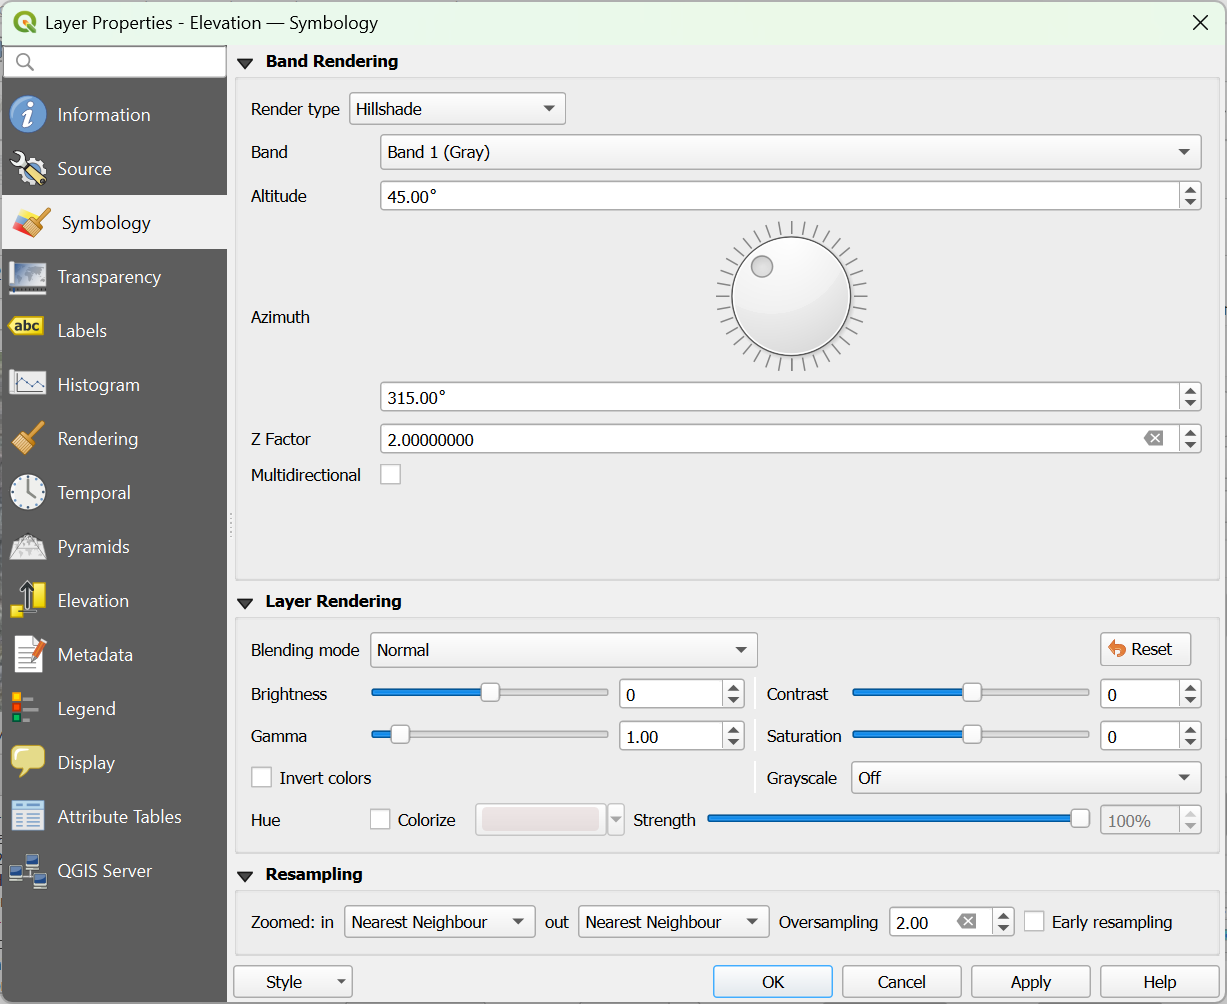 Layer Properties - Elevation — Symbology
Information
Source
Symbology
Transparency
abc
Labels
Histogram
Rendering
Temporal
Pyramids
Elevation
Metadata
Legend
Display
Attribute Tables
QGIS Server
Band Rendering
Render type Hillshade
Band Band 1 (Gray)
Altitude 45.00°
Azimuth
315.00°
Z Factor 2.00000000
Multidirectional
Layer Rendering
Blending mode Normal Reset
Brightness 0 Contrast 0
Gamma 1.00 Saturation 0
Invert colors Grayscale Off
Hue Colorize Strength 100%
Resampling
Zoomed: in Nearest Neighbour out Nearest Neighbour Oversampling 2.00 Early resampling
Style OK Cancel Apply Help